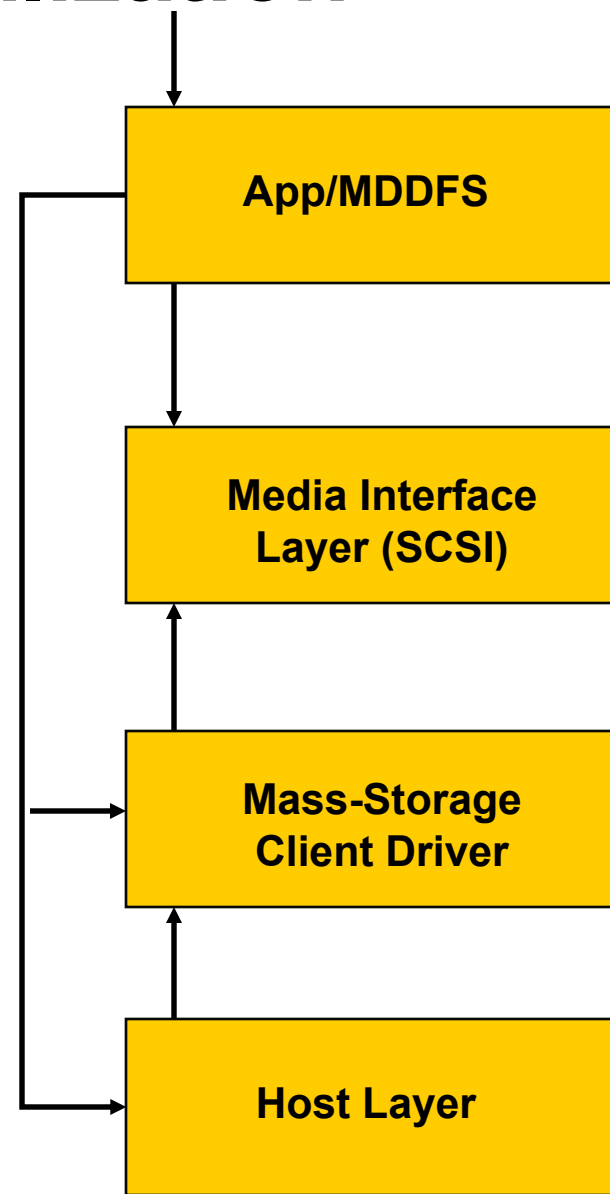 App/MDDFS
Media Interface
Layer (SCSI)
Mass-Storage
Client Driver
Host Layer